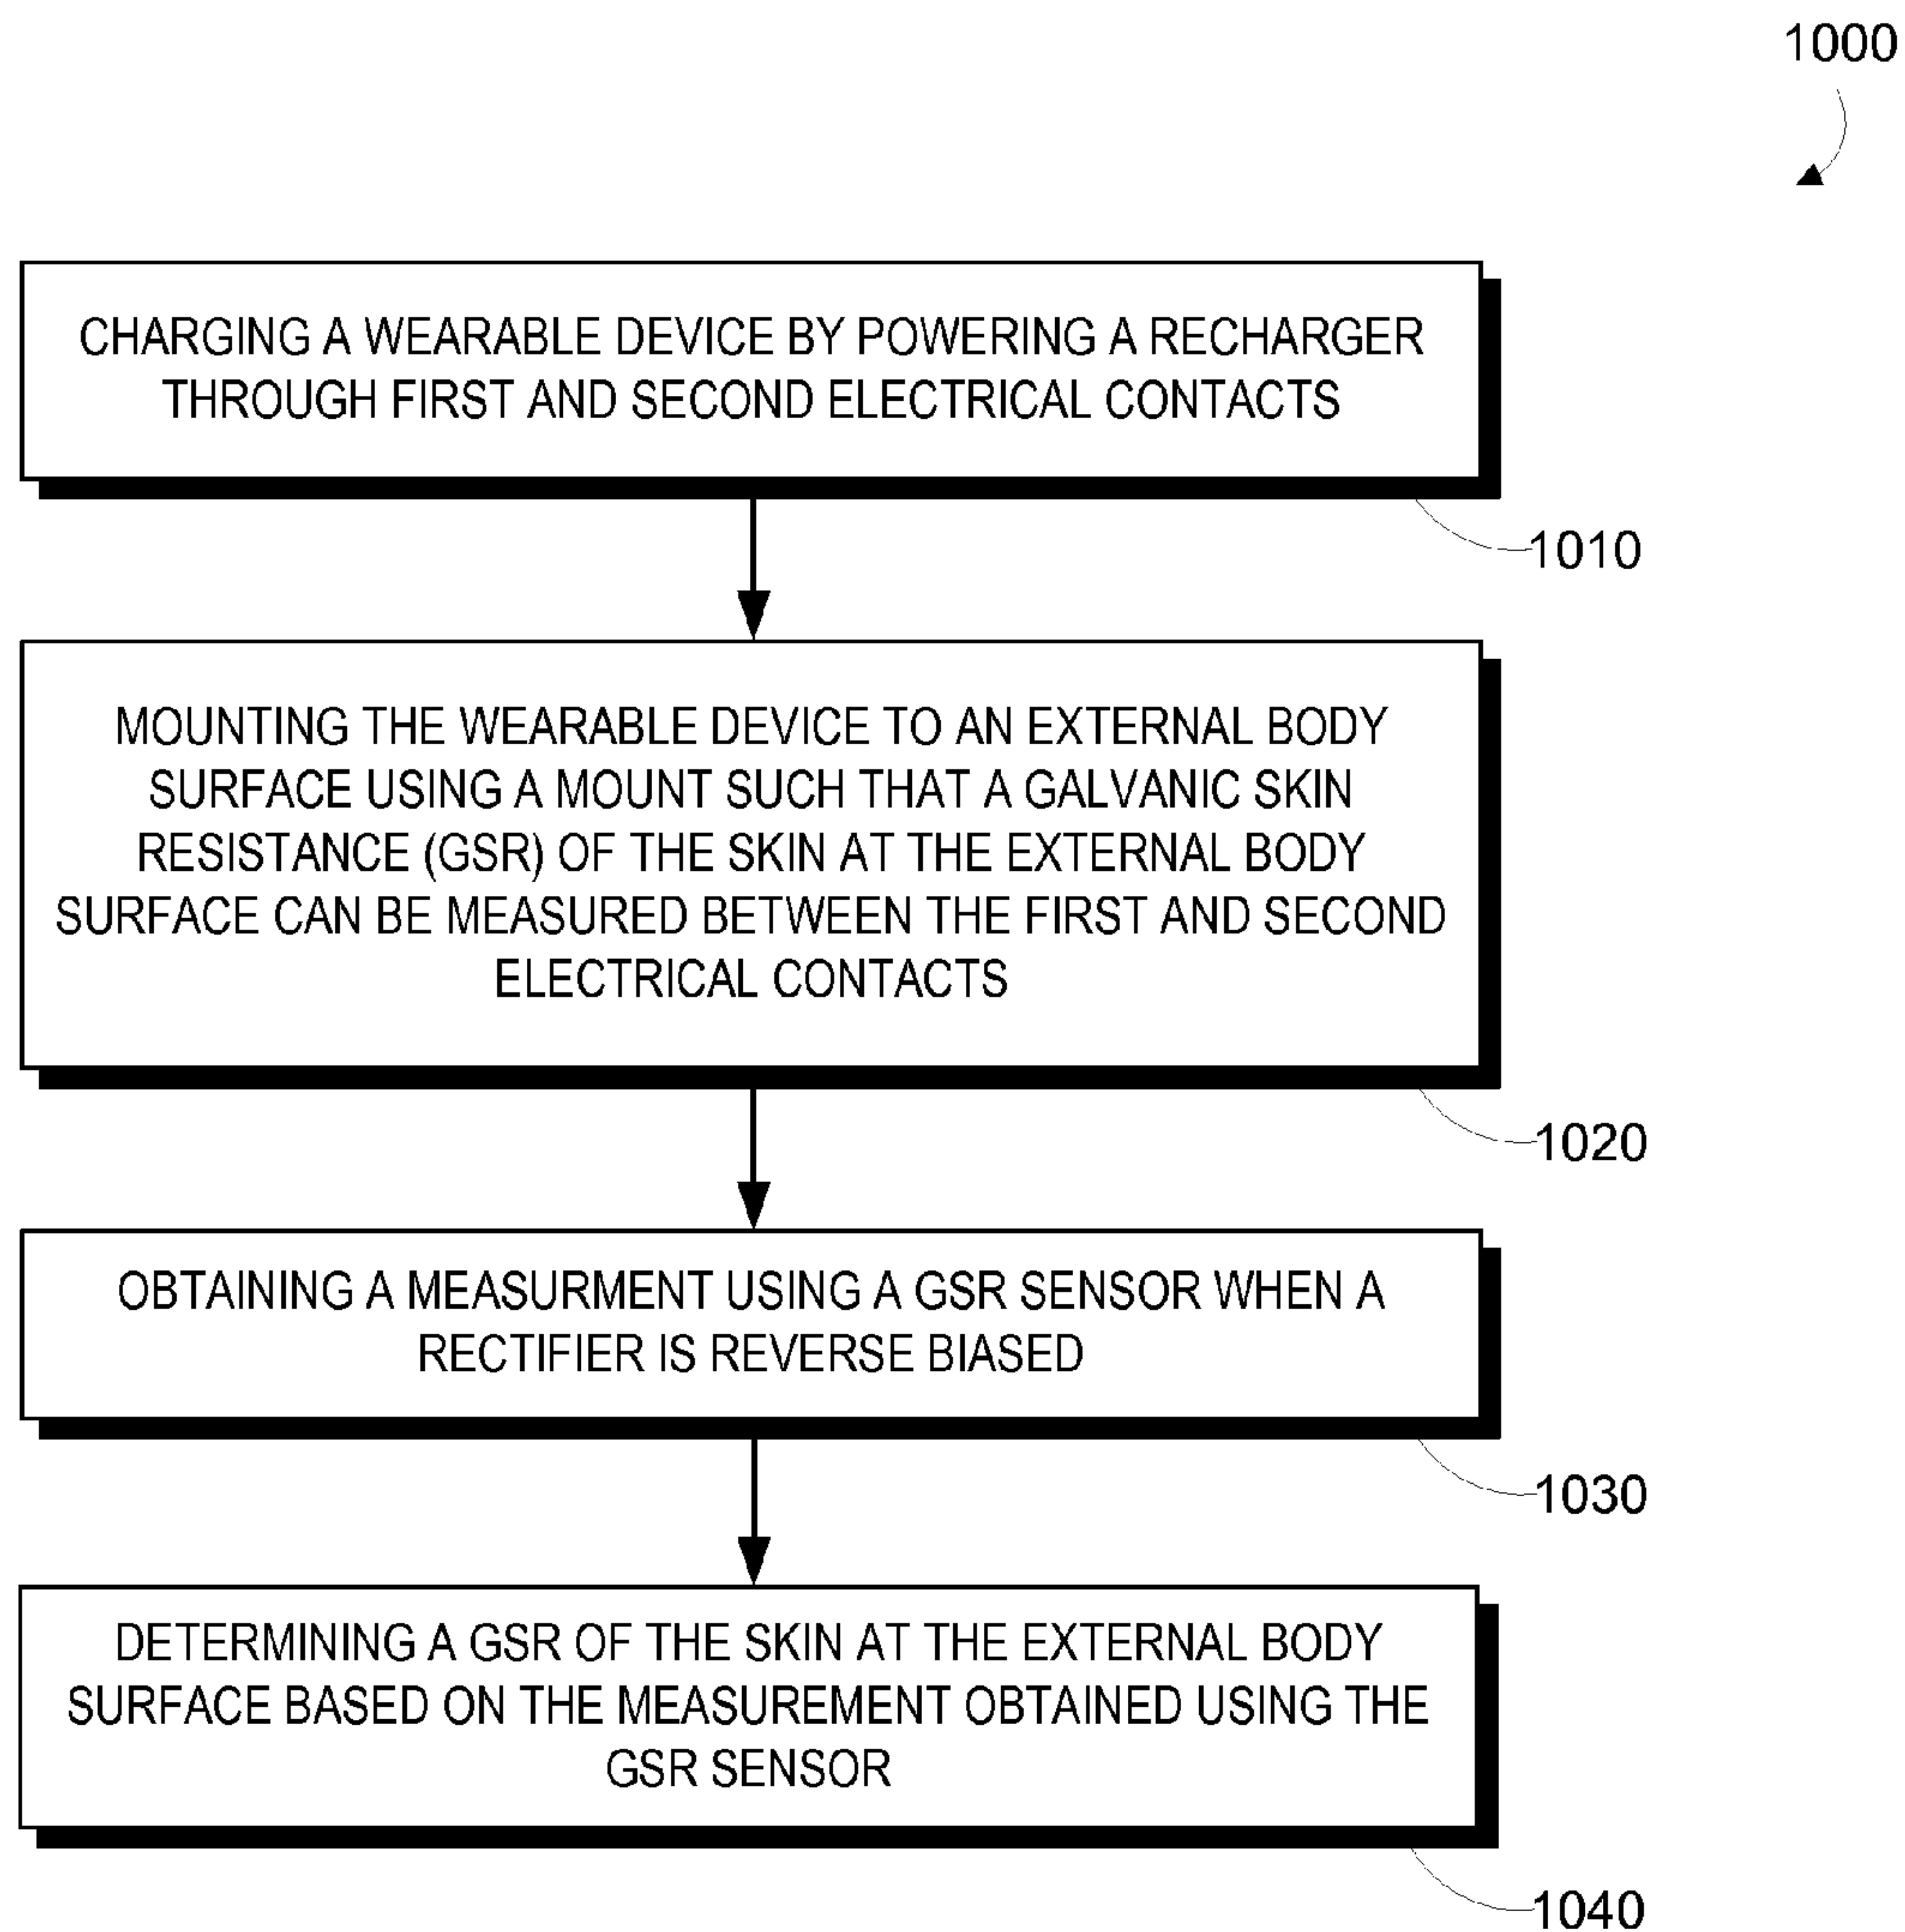 1000
CHARGING A WEARABLE DEVICE BY POWERING A RECHARGER
THROUGH FIRST AND SECOND ELECTRICAL CONTACTS
1010
MOUNTING THE WEARABLE DEVICE TO AN EXTERNAL BODY
SURFACE USING A MOUNT SUCH THAT A GALVANIC SKIN
RESISTANCE (GSR) OF THE SKIN AT THE EXTERNAL BODY
SURFACE CAN BE MEASURED BETWEEN THE FIRST AND SECOND
ELECTRICAL CONTACTS
1020
OBTAINING A MEASURMENT USING A GSR SENSOR WHEN A
RECTIFIER IS REVERSE BIASED
1030
DETERMINING A GSR OF THE SKIN AT THE EXTERNAL BODY
SURFACE BASED ON THE MEASUREMENT OBTAINED USING THE
GSR SENSOR
1040